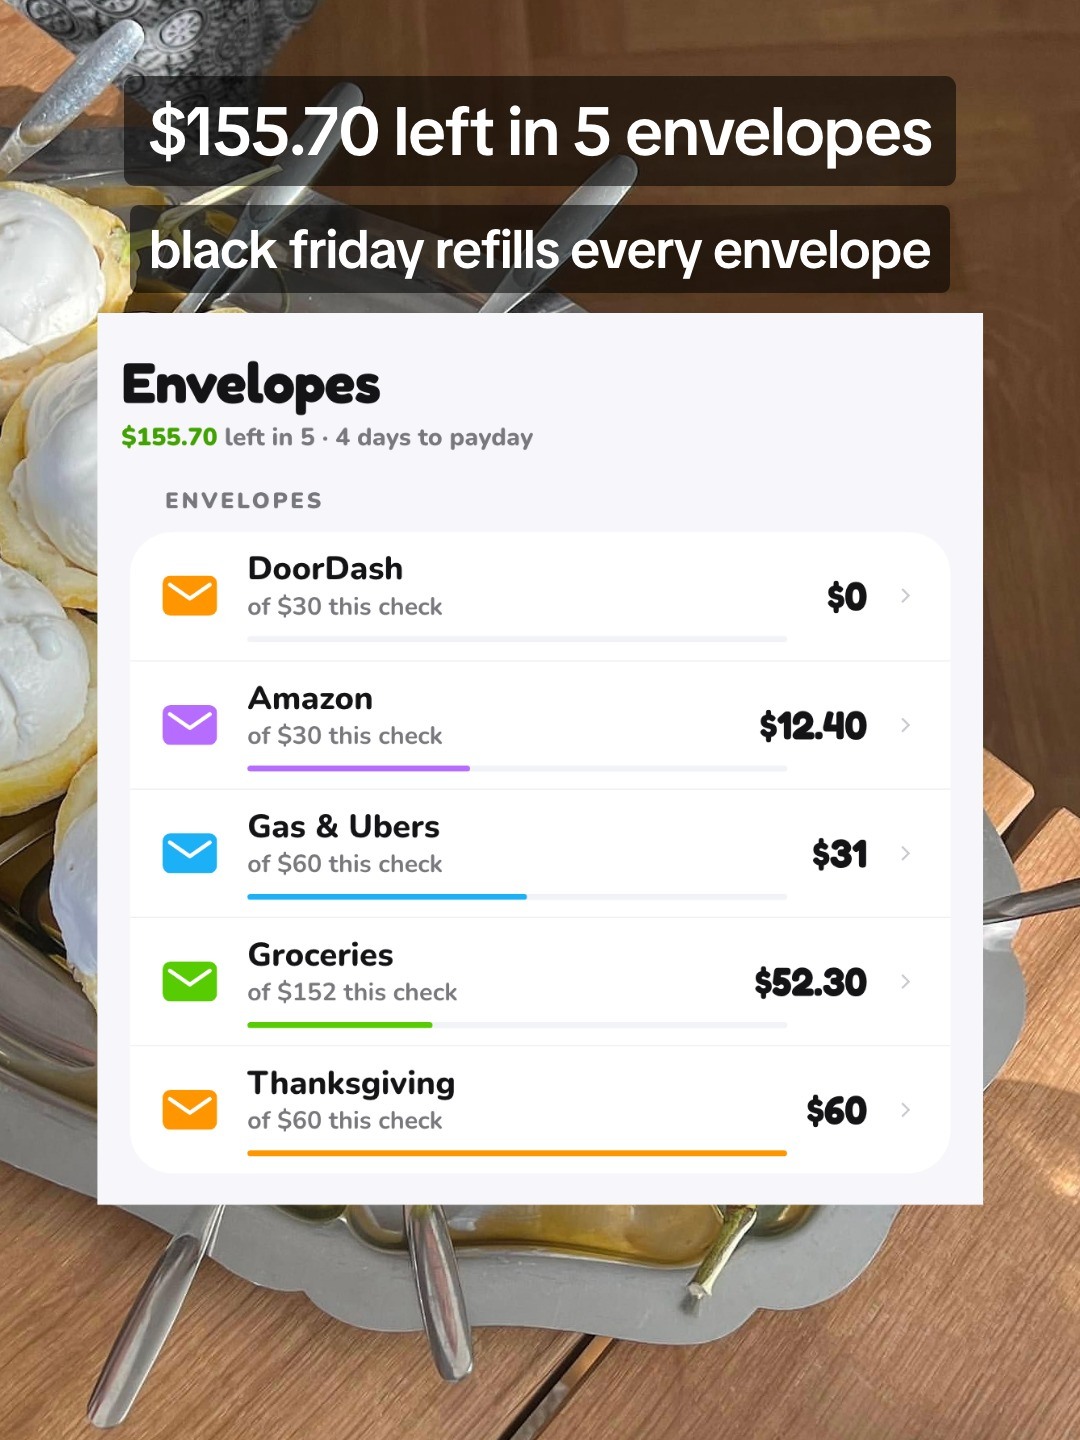 $155.70 left in 5 envelopes
black friday refills every envelope
Envelopes
$155.70 left in 5 · 4 days to payday
ENVELOPES
DoorDash
of $30 this check
$0
Amazon
of $30 this check
$12.40
Gas & Ubers
of $60 this check
$31
Groceries
of $152 this check
$52.30
Thanksgiving
of $60 this check
$60